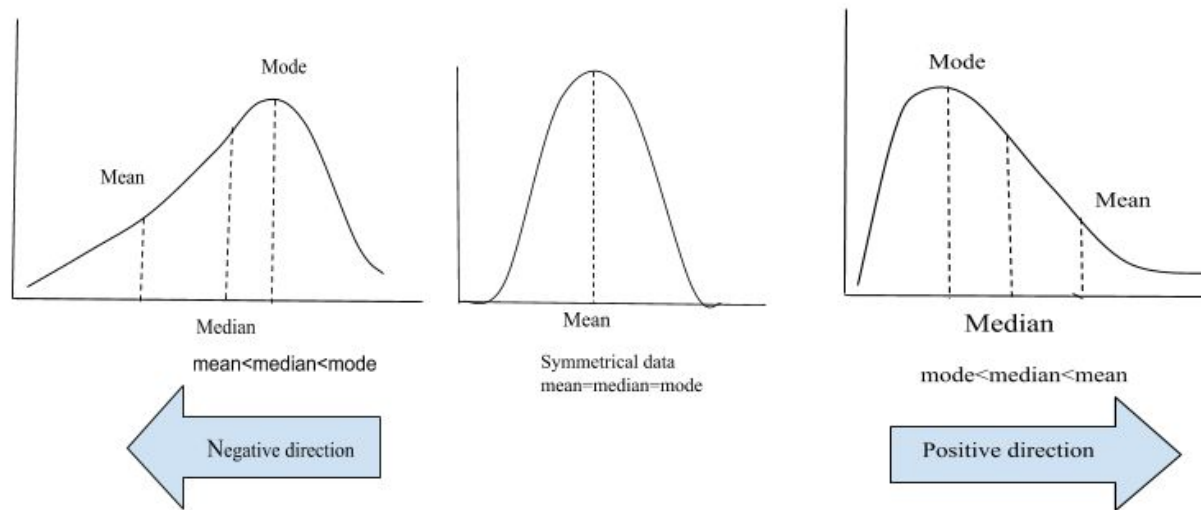 Mode
Mean
Median
mean<median<mode
Negative direction
Mean
Symmetrical data
mean=median=mode
Mode
Mean
Median
mode<median<mean
Positive direction